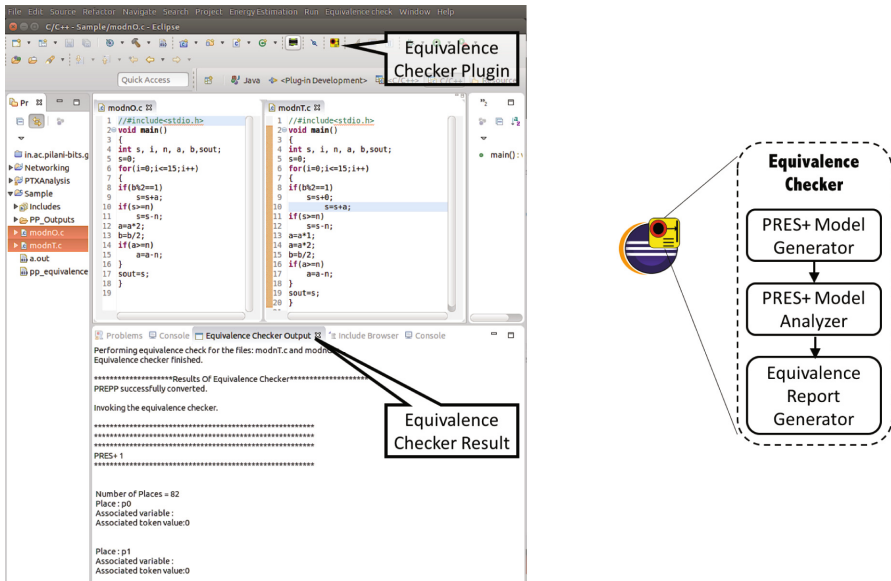 File Edit Source Refactor Navigate Search Project EnergyEstimation Run Equivalencecheck Window Help
C/C++ - Sample/modnO.c - Eclipse
Equivalence
Checker Plugin
Quick Access
Java
<Plug-in Development>
C/C++
Resource
Pr
in.ac.pilani-bits.g
Networking
PTXAnalysis
Sample
Includes
PP_Outputs
modnO.c
modnT.c
a.out
pp_equivalence
modnO.c
1 //#include<stdio.h>
2 void main()
3 {
4 int s, i, n, a, b,sout;
5 s=0;
6 for(i=0;i<=15;i++)
7 {
8 if(b%2==1)
9 s=s+a;
10 if(s>=n)
11 s=s-n;
12 a=a*2;
13 b=b/2;
14 if(a>=n)
15 a=a-n;
16 }
17 sout=s;
18 }
19
modnT.c
1 //#include<stdio.h>
2 void main()
3 {
4 int s, i, n, a, b,sout;
5 s=0;
6 for(i=0;i<=15;i++)
7 {
8 if(b%2==1)
9 s=s+0;
10 s=s+a;
11 if(s>=n)
12 s=s-n;
13 a=a*1;
14 a=a*2;
15 b=b/2;
16 if(a>=n)
17 a=a-n;
18 }
19 sout=s;
20 }
main() :
Problems Console Equivalence Checker Output Include Browser Console
Performing equivalence check for the files: modnT.c and
Equivalence checker finished.
********************Results Of Equivalence Checker********************
PREPP successfully converted.
Invoking the equivalence checker.
********************************************************
********************************************************
********************************************************
PRES+ 1
********************************************************
Number of Places = 82
Place : p0
Associated variable :
Associated token value:0
Place : p1
Associated variable :
Associated token value:0
Equivalence
Checker Result
Equivalence
Checker
PRES+ Model
Generator
PRES+ Model
Analyzer
Equivalence
Report
Generator